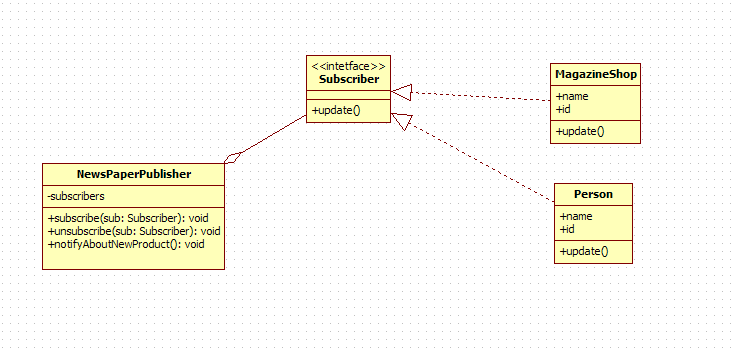 <<intetface>>
Subscriber
+update()
MagazineShop
+name
+id
+update()
NewsPaperPublisher
-subscribers
+subscribe(sub: Subscriber): void
+unsubscribe(sub: Subscriber): void
+notifyAboutNewProduct(): void
Person
+name
+id
+update()